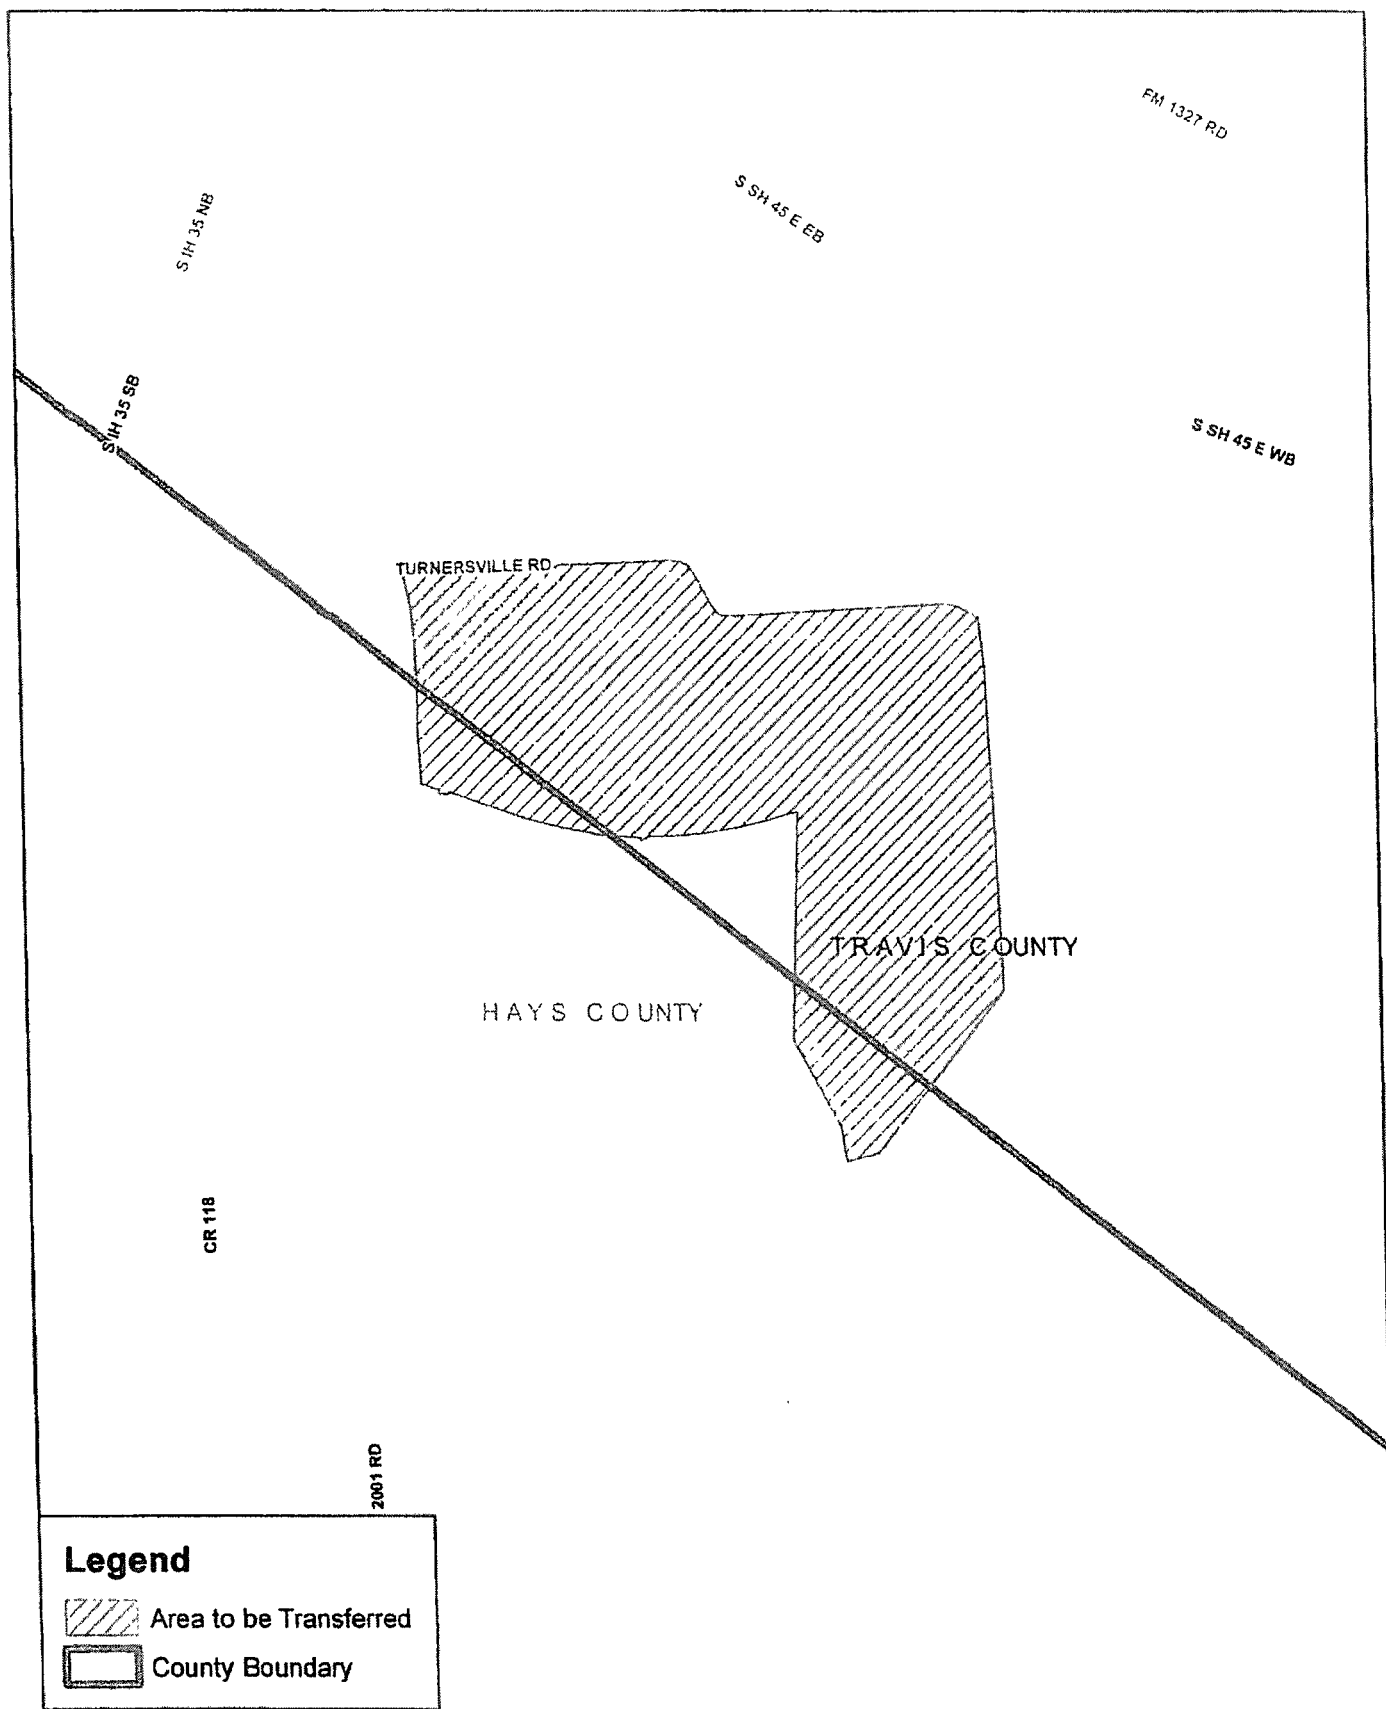 FM 1327 RD
S SH 45 E EB
S IH 35 NB
S IH 35 SB
S SH 45 E WB
TURNERSVILLE RD
TRAVIS COUNTY
HAYS COUNTY
CR 118
2001 RD
Legend
Area to be Transferred
County Boundary